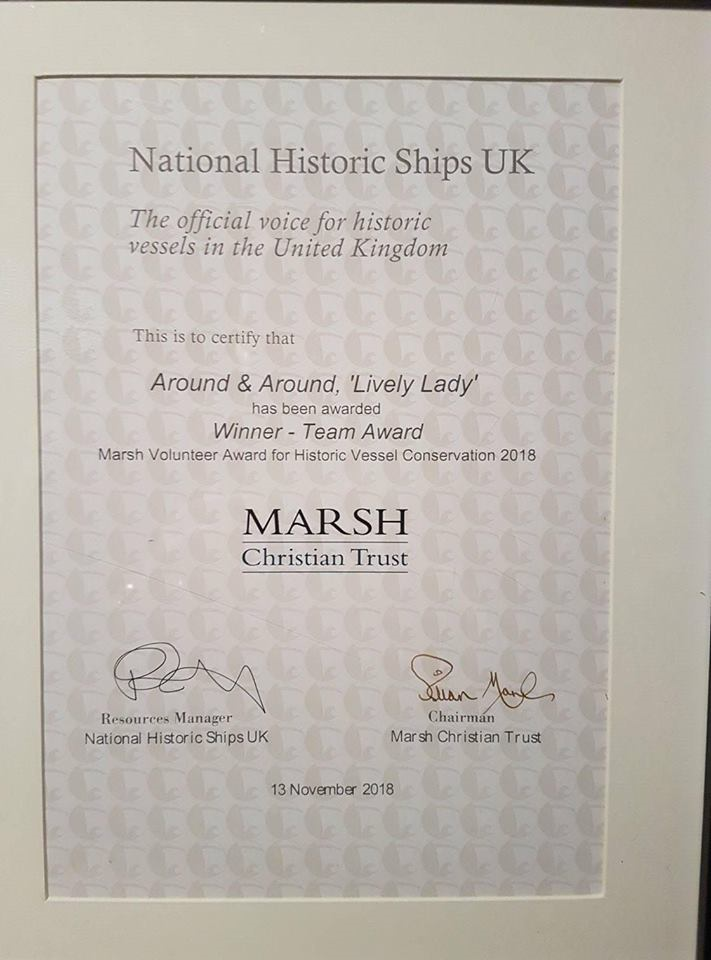 National Historic Ships UK
The official voice for historic
vessels in the United Kingdom
This is to certify that
Around & Around, 'Lively Lady'
has been awarded
Winner - Team Award
Marsh Volunteer Award for Historic Vessel Conservation 2018
MARSH
Christian Trust
Resources Manager
National Historic Ships UK
Chairman
Marsh Christian Trust
13 November 2018